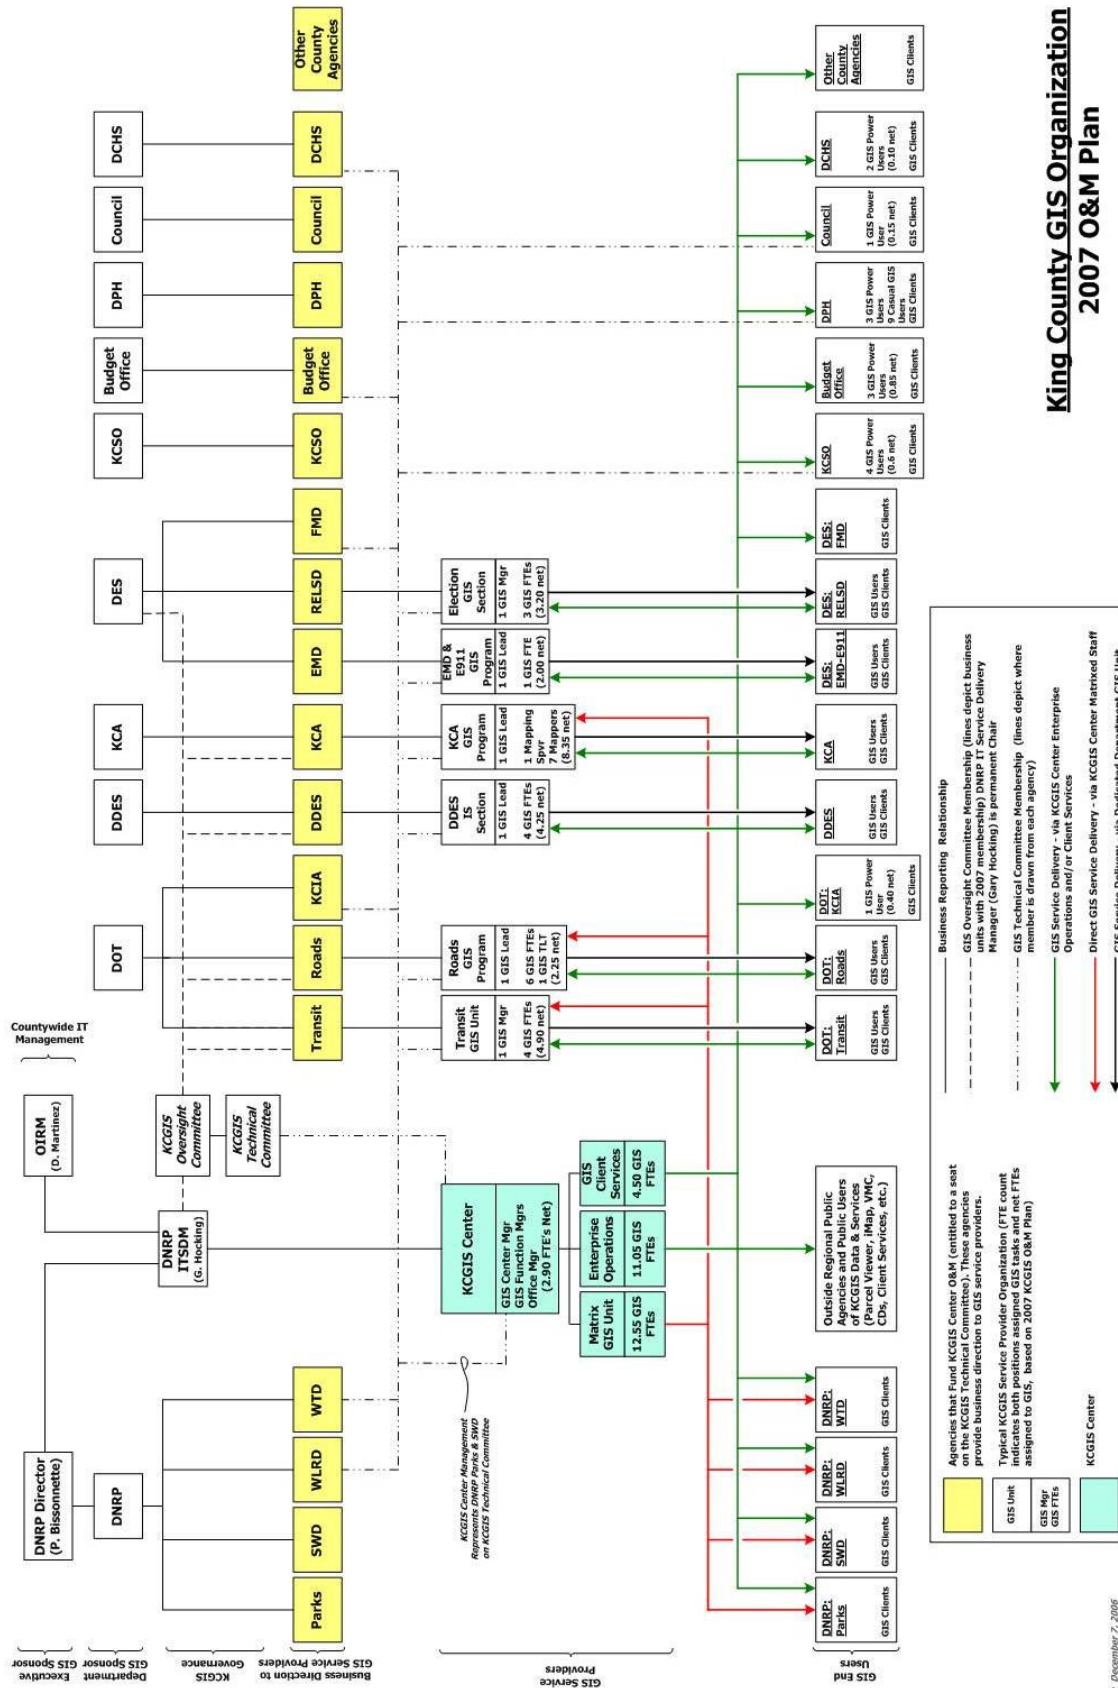 King County GIS Organization
2007 O&M Plan
Executive
GIS Sponsor
Department
GIS Sponsor
KCGIS
Governance
Business Direction to
GIS Service Providers
GIS Service
Providers
GIS End
Users
DNRP Director
(P. Bissonnette)
Countywide IT
Management
OIRM
(D. Martinez)
DNRP
DOT
DDES
KCA
DES
KCSO
Budget
Office
DPH
Council
DCHS
DNRP
ITSDM
(G. Hocking)
KCGIS
Oversight
Committee
KCGIS
Technical
Committee
Parks
SWD
WLRD
WTD
Transit
Roads
KCIA
DDES
KCA
EMD
RELSD
FMD
KCSO
Budget
Office
DPH
Council
DCHS
Other
County
Agencies
KCGIS Center Management
Represents DNRP Parks & SWD
on KCGIS Technical Committee
KCGIS Center
GIS Center Mgr
GIS Function Mgrs
Office Mgr
(2.90 FTE's Net)
Matrix
GIS Unit
12.55 GIS
FTEs
Enterprise
Operations
11.05 GIS
FTEs
GIS
Client
Services
4.50 GIS
FTEs
Transit
GIS Unit
1 GIS Mgr
4 GIS FTEs
(4.90 net)
Roads
GIS
Program
1 GIS Lead
6 GIS FTEs
1 GIS TLT
(2.25 net)
DDES
IS
Section
1 GIS Lead
4 GIS FTEs
(4.25 net)
KCA
GIS
Program
1 GIS Lead
1 Mapping
Spvr
7 Mappers
(8.35 net)
EMD &
E911
GIS
Program
1 GIS Lead
1 GIS FTE
(2.00 net)
Election
GIS
Section
1 GIS Mgr
3 GIS FTEs
(3.20 net)
DNRP:
Parks
GIS Clients
DNRP:
SWD
GIS Clients
DNRP:
WLRD
GIS Clients
DNRP:
WTD
GIS Clients
Outside Regional Public
Agencies and Public Users
of KCGIS Data & Services
(Parcel Viewer, iMap, VMC,
CDs, Client Services, etc.)
DOT:
Transit
GIS Users
GIS Clients
DOT:
Roads
GIS Users
GIS Clients
DOT:
KCIA
1 GIS Power
User
(0.40 net)
GIS Clients
DDES
GIS Users
GIS Clients
KCA
GIS Users
GIS Clients
DES:
EMD-E911
GIS Users
GIS Clients
DES:
RELSD
GIS Users
GIS Clients
DES:
FMD
GIS Clients
KCSO
4 GIS Power
Users
(0.6 net)
GIS Clients
Budget
Office
3 GIS Power
Users
(0.85 net)
GIS Clients
DPH
3 GIS Power
Users
9 Casual GIS
Users
GIS Clients
Council
1 GIS Power
User
(0.15 net)
GIS Clients
DCHS
2 GIS Power
Users
(0.10 net)
GIS Clients
Other
County
Agencies
GIS Clients
Agencies that Fund KCGIS Center O&M (entitled to a seat
on the KCGIS Technical Committee). These agencies
provide business direction to GIS service providers.
GIS Unit
GIS Mgr
GIS FTEs
Typical KCGIS Service Provider Organization (FTE count
indicates both positions assigned GIS tasks and net FTEs
assigned to GIS, based on 2007 KCGIS O&M Plan)
KCGIS Center
Business Reporting Relationship
GIS Oversight Committee Membership (lines depict business
units with 2007 membership) DNRP IT Service Delivery
Manager (Gary Hocking) is permanent Chair
GIS Technical Committee Membership (lines depict where
member is drawn from each agency)
GIS Service Delivery - via KCGIS Center Enterprise
Operations and/or Client Services
Direct GIS Service Delivery - via KCGIS Center Matrixed Staff
GIS Service Delivery - via Dedicated Department GIS Unit
December 7, 2006